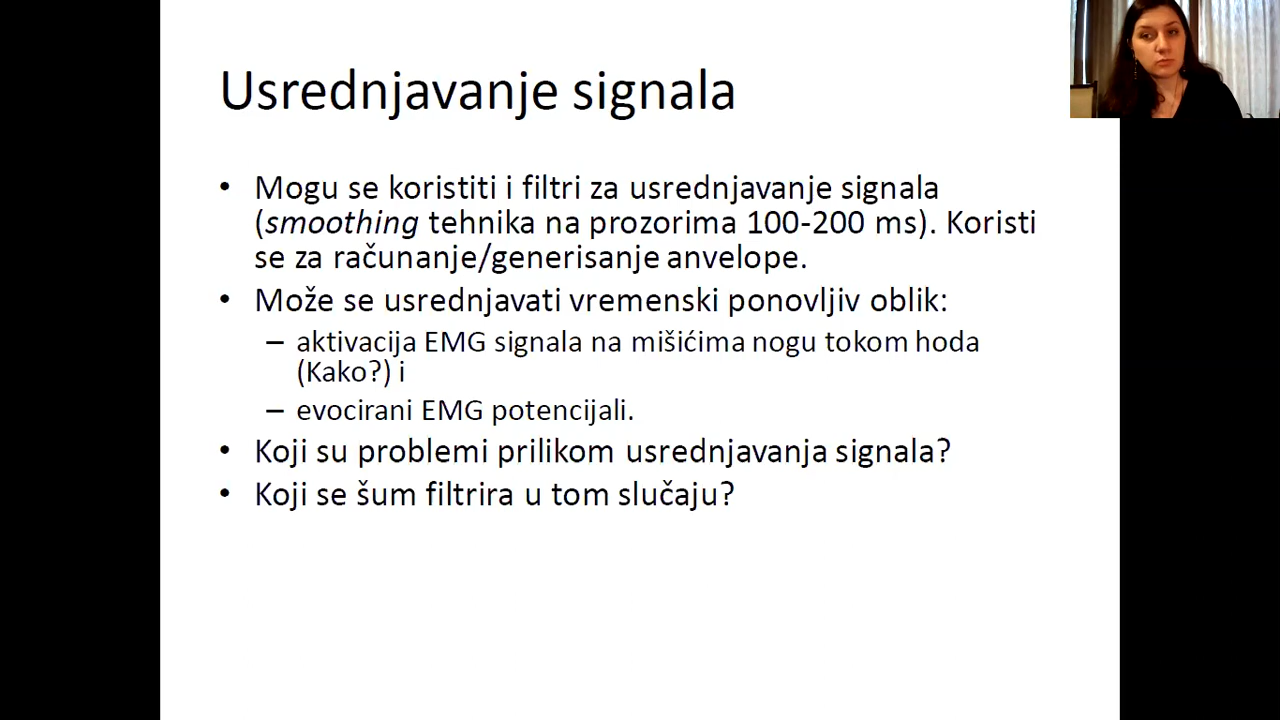 Usrednjavanje signala
• Mogu se koristiti i filtri za usrednjavanje signala
(smoothing tehnika na prozorima 100-200 ms). Koristi
se za računanje/generisanje anvelope.
• Može se usrednjavati vremenski ponovljiv oblik:
– aktivacija EMG signala na mišićima nogu tokom hoda
(Kako?) i
– evocirani EMG potencijali.
• Koji su problemi prilikom usrednjavanja signala?
• Koji se šum filtrira u tom slučaju?